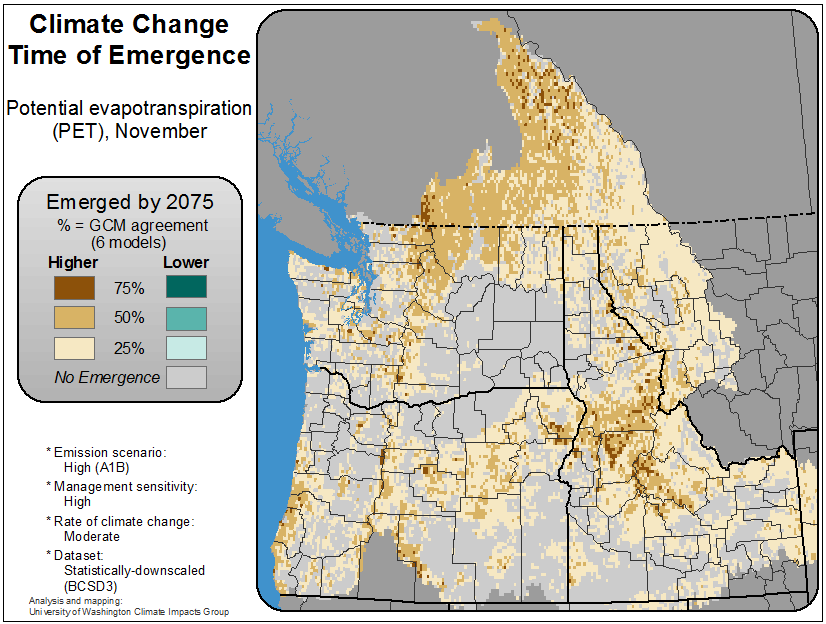 Climate Change
Time of Emergence
Potential evapotranspiration
(PET), November
Emerged by 2075
% = GCM agreement
(6 models)
Higher Lower
75%
50%
25%
No Emergence
* Emission scenario:
High (A1B)
* Management sensitivity:
High
* Rate of climate change:
Moderate
* Dataset:
Statistically-downscaled
(BCSD3)
Analysis and mapping:
University of Washington Climate Impacts Group